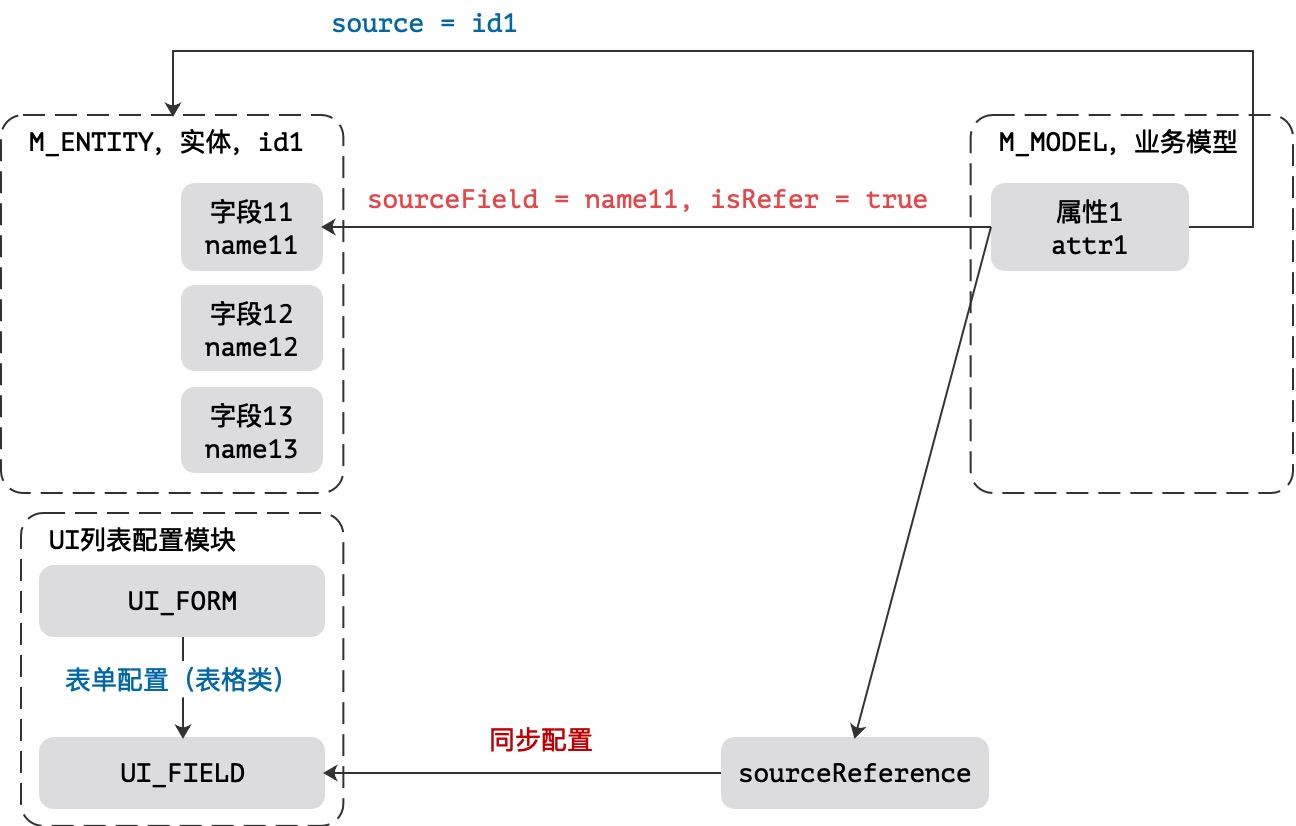 source = id1
M_ENTITY, 实体, id1
M_MODEL, 业务模型
字段11
name11
sourceField = name11, isRefer = true
属性1
attr1
字段12
name12
字段13
name13
UI列表配置模块
UI_FORM
表单配置（表格类）
同步配置
UI_FIELD
sourceReference